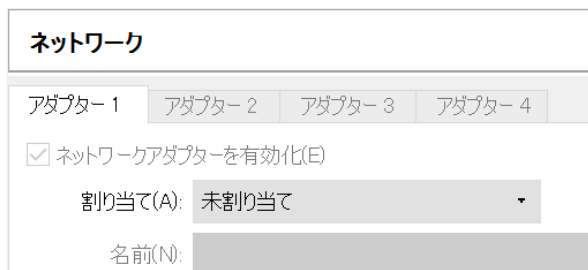 ネットワーク
アダプター 1 アダプター 2 アダプター 3 アダプター 4
ネットワークアダプターを有効化(E)
割り当て(A): 未割り当て
名前(N):